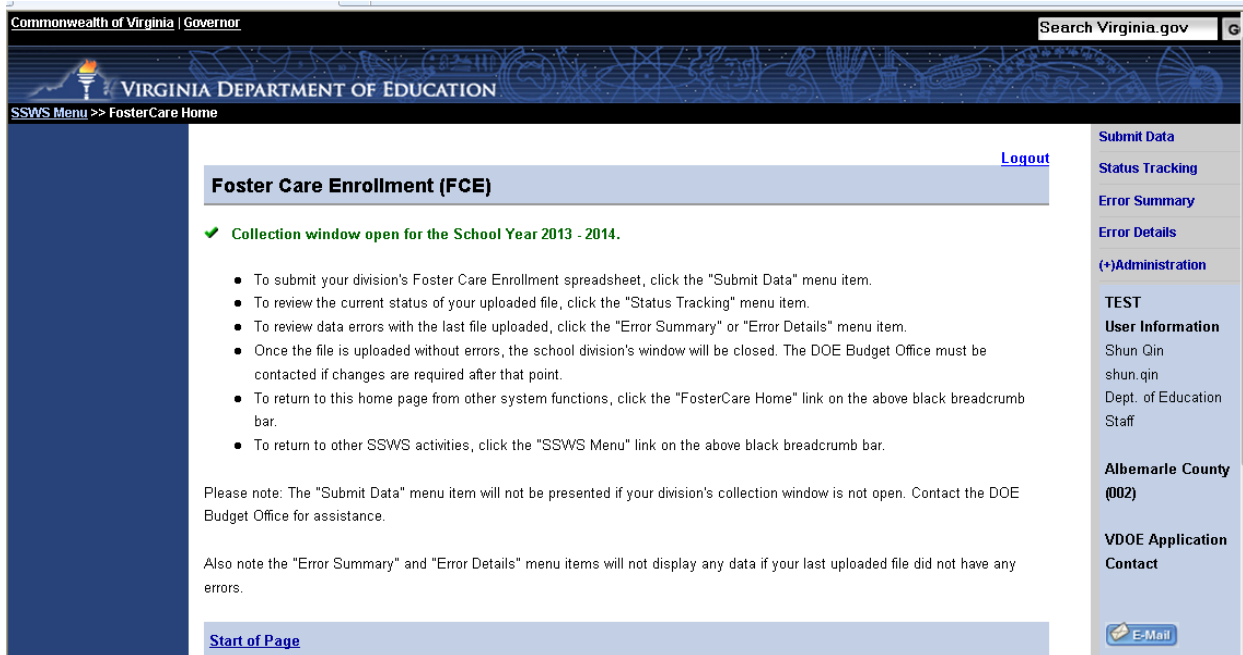 Commonwealth of Virginia | Governor
Search Virginia.gov
G
VIRGINIA DEPARTMENT OF EDUCATION
SSWS Menu >> FosterCare Home
Logout
Foster Care Enrollment (FCE)
Collection window open for the School Year 2013 - 2014.
To submit your division's Foster Care Enrollment spreadsheet, click the "Submit Data" menu item.
To review the current status of your uploaded file, click the "Status Tracking" menu item.
To review data errors with the last file uploaded, click the "Error Summary" or "Error Details" menu item.
Once the file is uploaded without errors, the school division's window will be closed. The DOE Budget Office must be
contacted if changes are required after that point.
To return to this home page from other system functions, click the "FosterCare Home" link on the above black breadcrumb
bar.
To return to other SSWS activities, click the "SSWS Menu" link on the above black breadcrumb bar.
Please note: The "Submit Data" menu item will not be presented if your division's collection window is not open. Contact the DOE
Budget Office for assistance.
Also note the "Error Summary" and "Error Details" menu items will not display any data if your last uploaded file did not have any
errors.
Start of Page
Submit Data
Status Tracking
Error Summary
Error Details
(+)Administration
TEST
User Information
Shun Qin
shun.qin
Dept. of Education
Staff
Albemarle County
(002)
VDOE Application
Contact
E-Mail